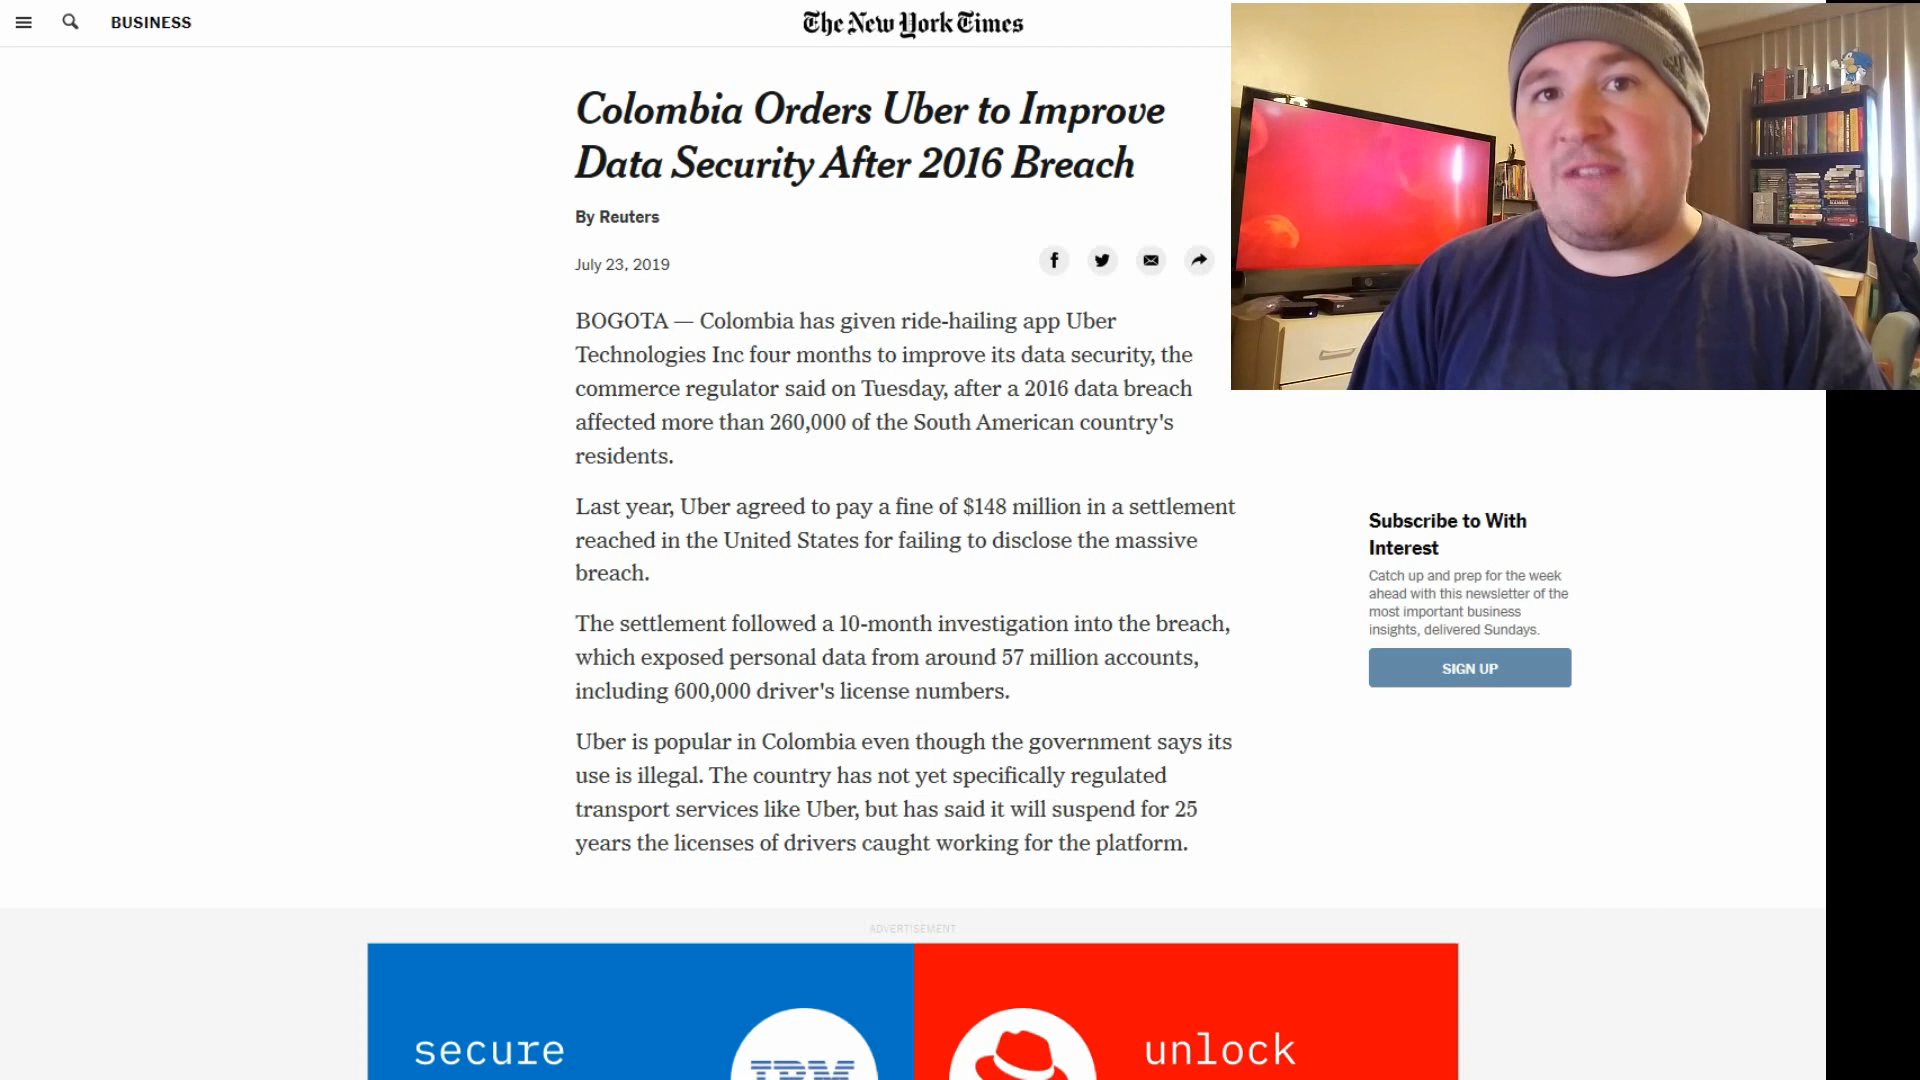 BUSINESS
The New York Times
Colombia Orders Uber to Improve
Data Security After 2016 Breach
By Reuters
July 23, 2019
BOGOTA — Colombia has given ride-hailing app Uber
Technologies Inc four months to improve its data security, the
commerce regulator said on Tuesday, after a 2016 data breach
affected more than 260,000 of the South American country's
residents.
Last year, Uber agreed to pay a fine of $148 million in a settlement
reached in the United States for failing to disclose the massive
breach.
The settlement followed a 10-month investigation into the breach,
which exposed personal data from around 57 million accounts,
including 600,000 driver's license numbers.
Uber is popular in Colombia even though the government says its
use is illegal. The country has not yet specifically regulated
transport services like Uber, but has said it will suspend for 25
years the licenses of drivers caught working for the platform.
Subscribe to With
Interest
Catch up and prep for the week
ahead with this newsletter of the
most important business
insights, delivered Sundays.
SIGN UP
ADVERTISEMENT
secure
IBM
unlock